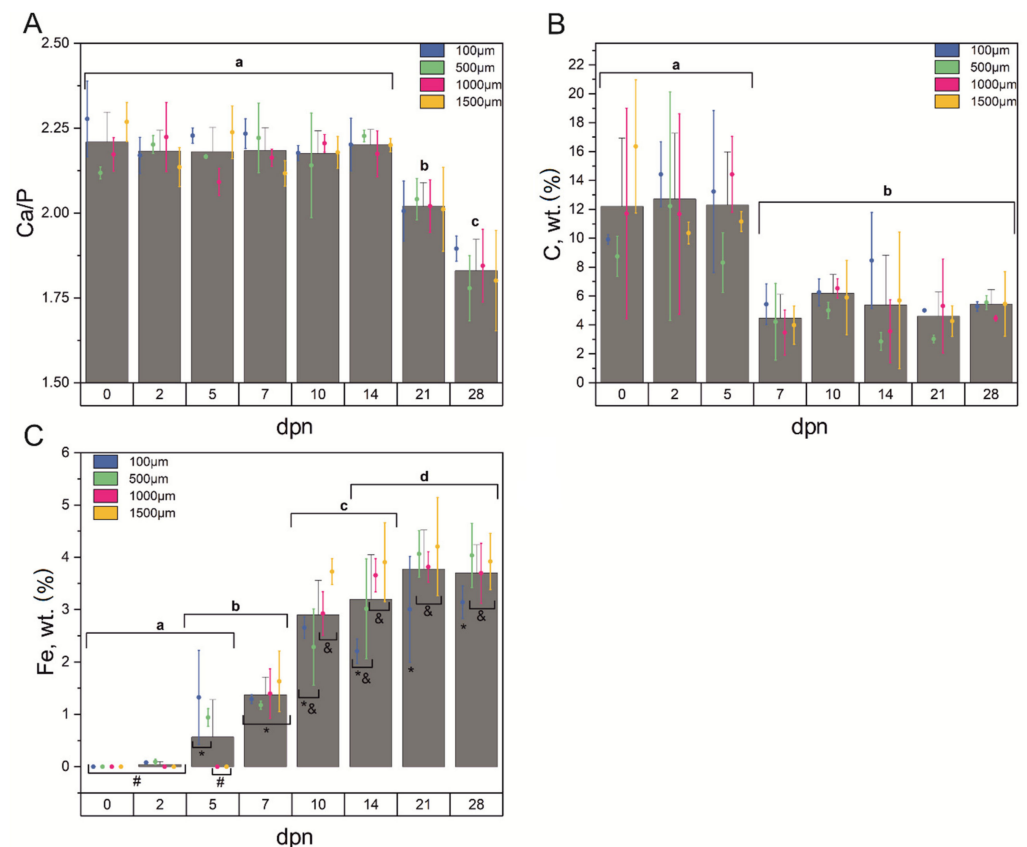 A
2.50
2.25
2.00
1.75
1.50
Ca/P
a
b
c
100µm
500µm
1000µm
1500µm
0 2 5 7 10 14 21 28
dpn
B
22
20
18
16
14
12
10
8
6
4
2
0
C, wt. (%)
a
b
100µm
500µm
1000µm
1500µm
0 2 5 7 10 14 21 28
dpn
C
6
5
4
3
2
1
0
Fe, wt. (%)
100µm
500µm
1000µm
1500µm
a
b
c
d
#
*
#
*
*&
&
*&
&
*
&
*
&
0 2 5 7 10 14 21 28
dpn